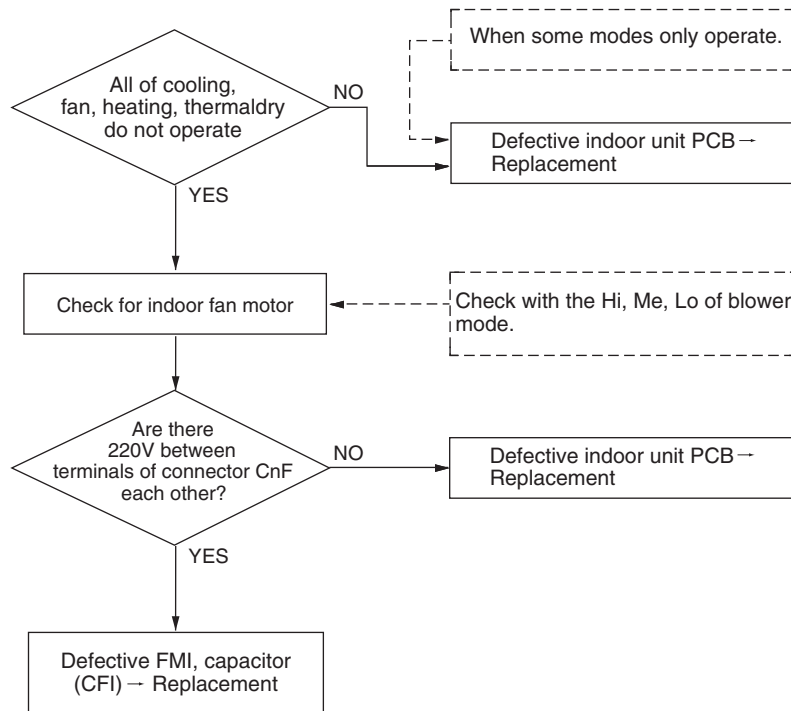 When some modes only operate.
All of cooling,
fan, heating, thermaldry
do not operate
NO
Defective indoor unit PCB →
Replacement
YES
Check for indoor fan motor
Check with the Hi, Me, Lo of blower
mode.
Are there
220V between
terminals of connector CnF
each other?
NO
Defective indoor unit PCB →
Replacement
YES
Defective FMI, capacitor
(CFI) → Replacement